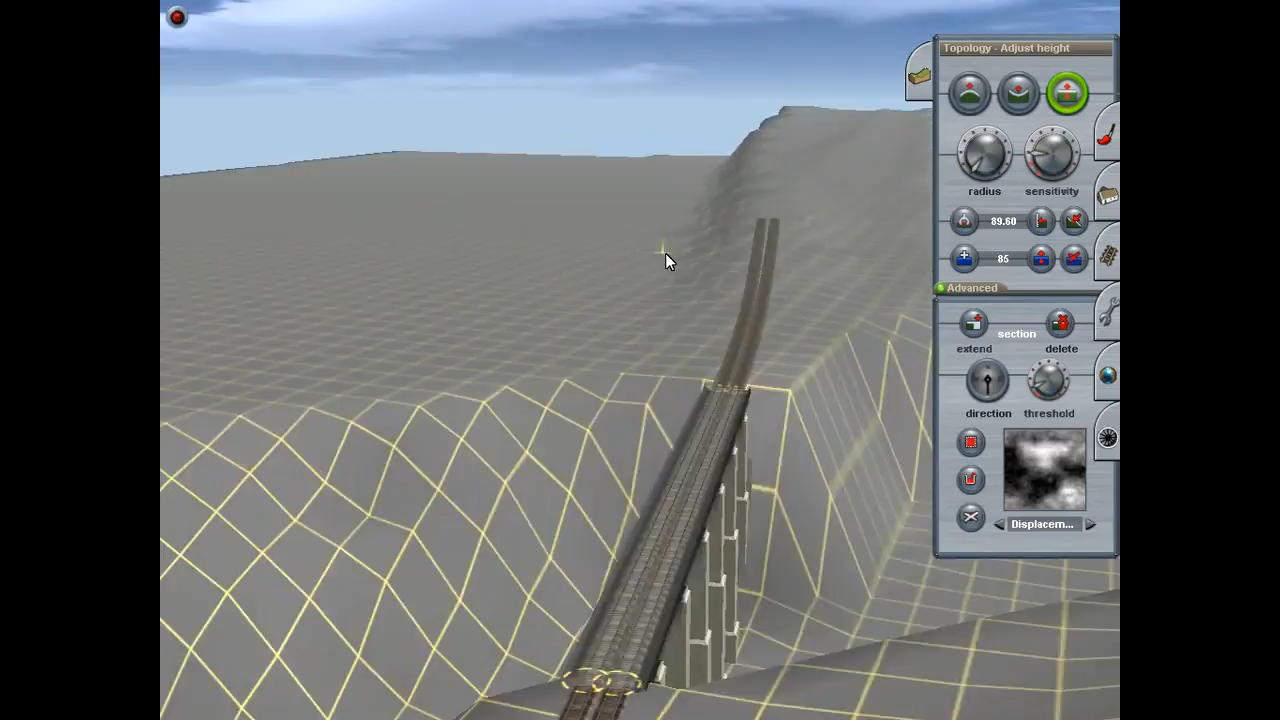 Topology - Adjust height
radius
sensitivity
89.60
85
Advanced
section
extend
delete
direction
threshold
Displacem...